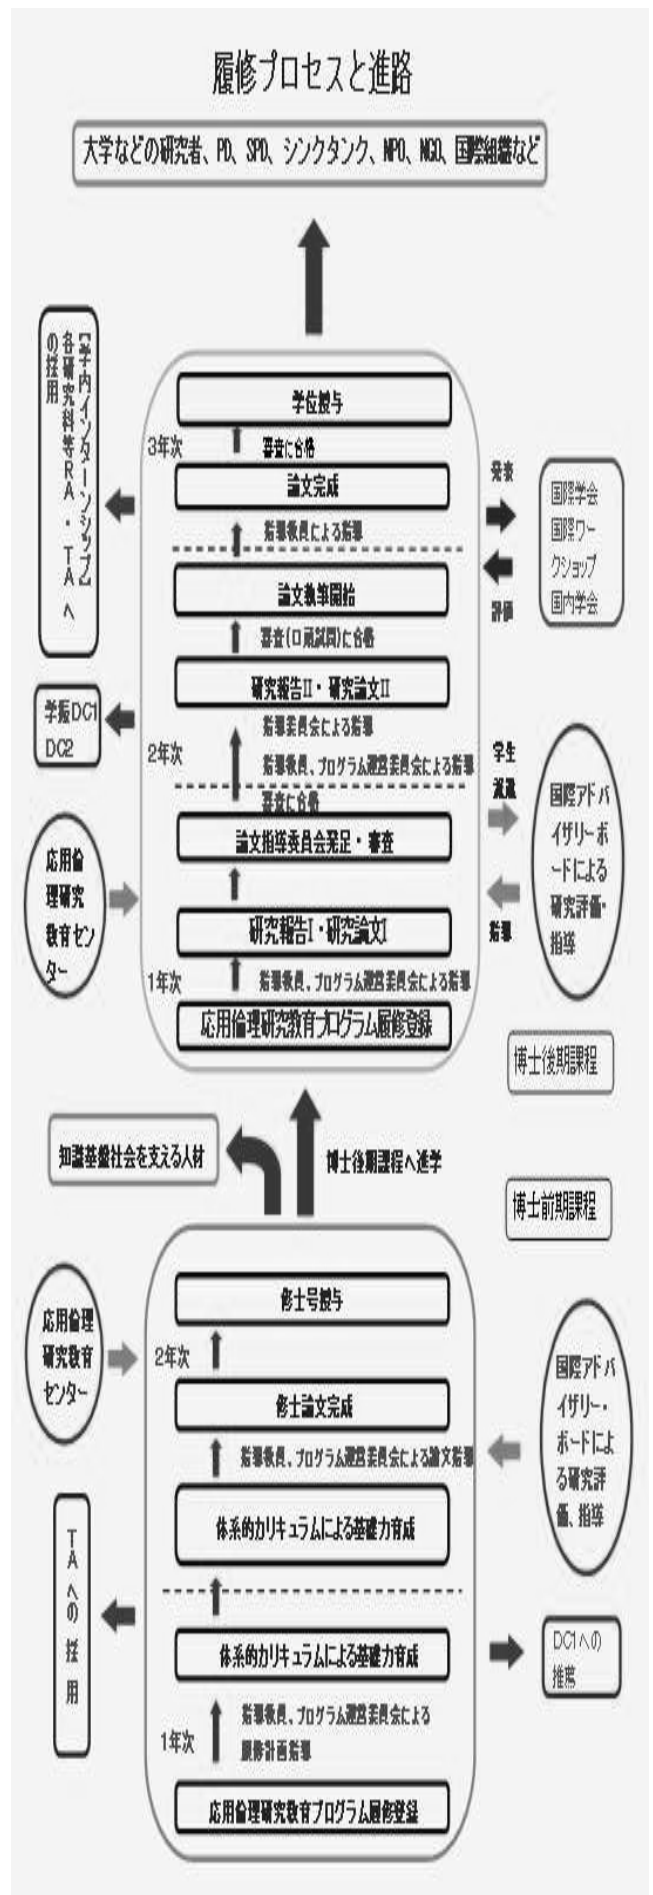 履修プロセスと進路
大学などの研究者、PD、SPD、シンクタンク、NPO、NGO、国際組織など
【学内インターンシップ】
各研究科等RA・TAへ
の採用
学位授与
3年次
審査に合格
論文完成
指導教員による指導
論文執筆開始
審査(口頭試問)に合格
研究報告II・研究論文II
発表
評価
国際学会
国際ワー
クショップ
国内学会
学振DC1
DC2
2年次
指導委員会による指導
指導教員、プログラム運営委員会による指導
審査に合格
論文指導委員会発足・審査
学生
派遣
指導
国際アドバ
イザリーボ
ードによる
研究評価・
指導
応用倫
理研究
教育セン
ター
研究報告I・研究論文I
1年次
指導教員、プログラム運営委員会による指導
応用倫理研究教育プログラム履修登録
博士後期課程
知識基盤社会を支える人材
博士後期課程へ進学
博士前期課程
修士号授与
応用倫理
研究教育
センター
2年次
修士論文完成
指導教員、プログラム運営委員会による論文指導
国際アドバ
イザリー・
ボードによ
る研究評
価、指導
体系的カリキュラムによる基礎力育成
TAへの採用
体系的カリキュラムによる基礎力育成
DC1への
推薦
1年次
指導教員、プログラム運営委員会による
履修計画指導
応用倫理研究教育プログラム履修登録